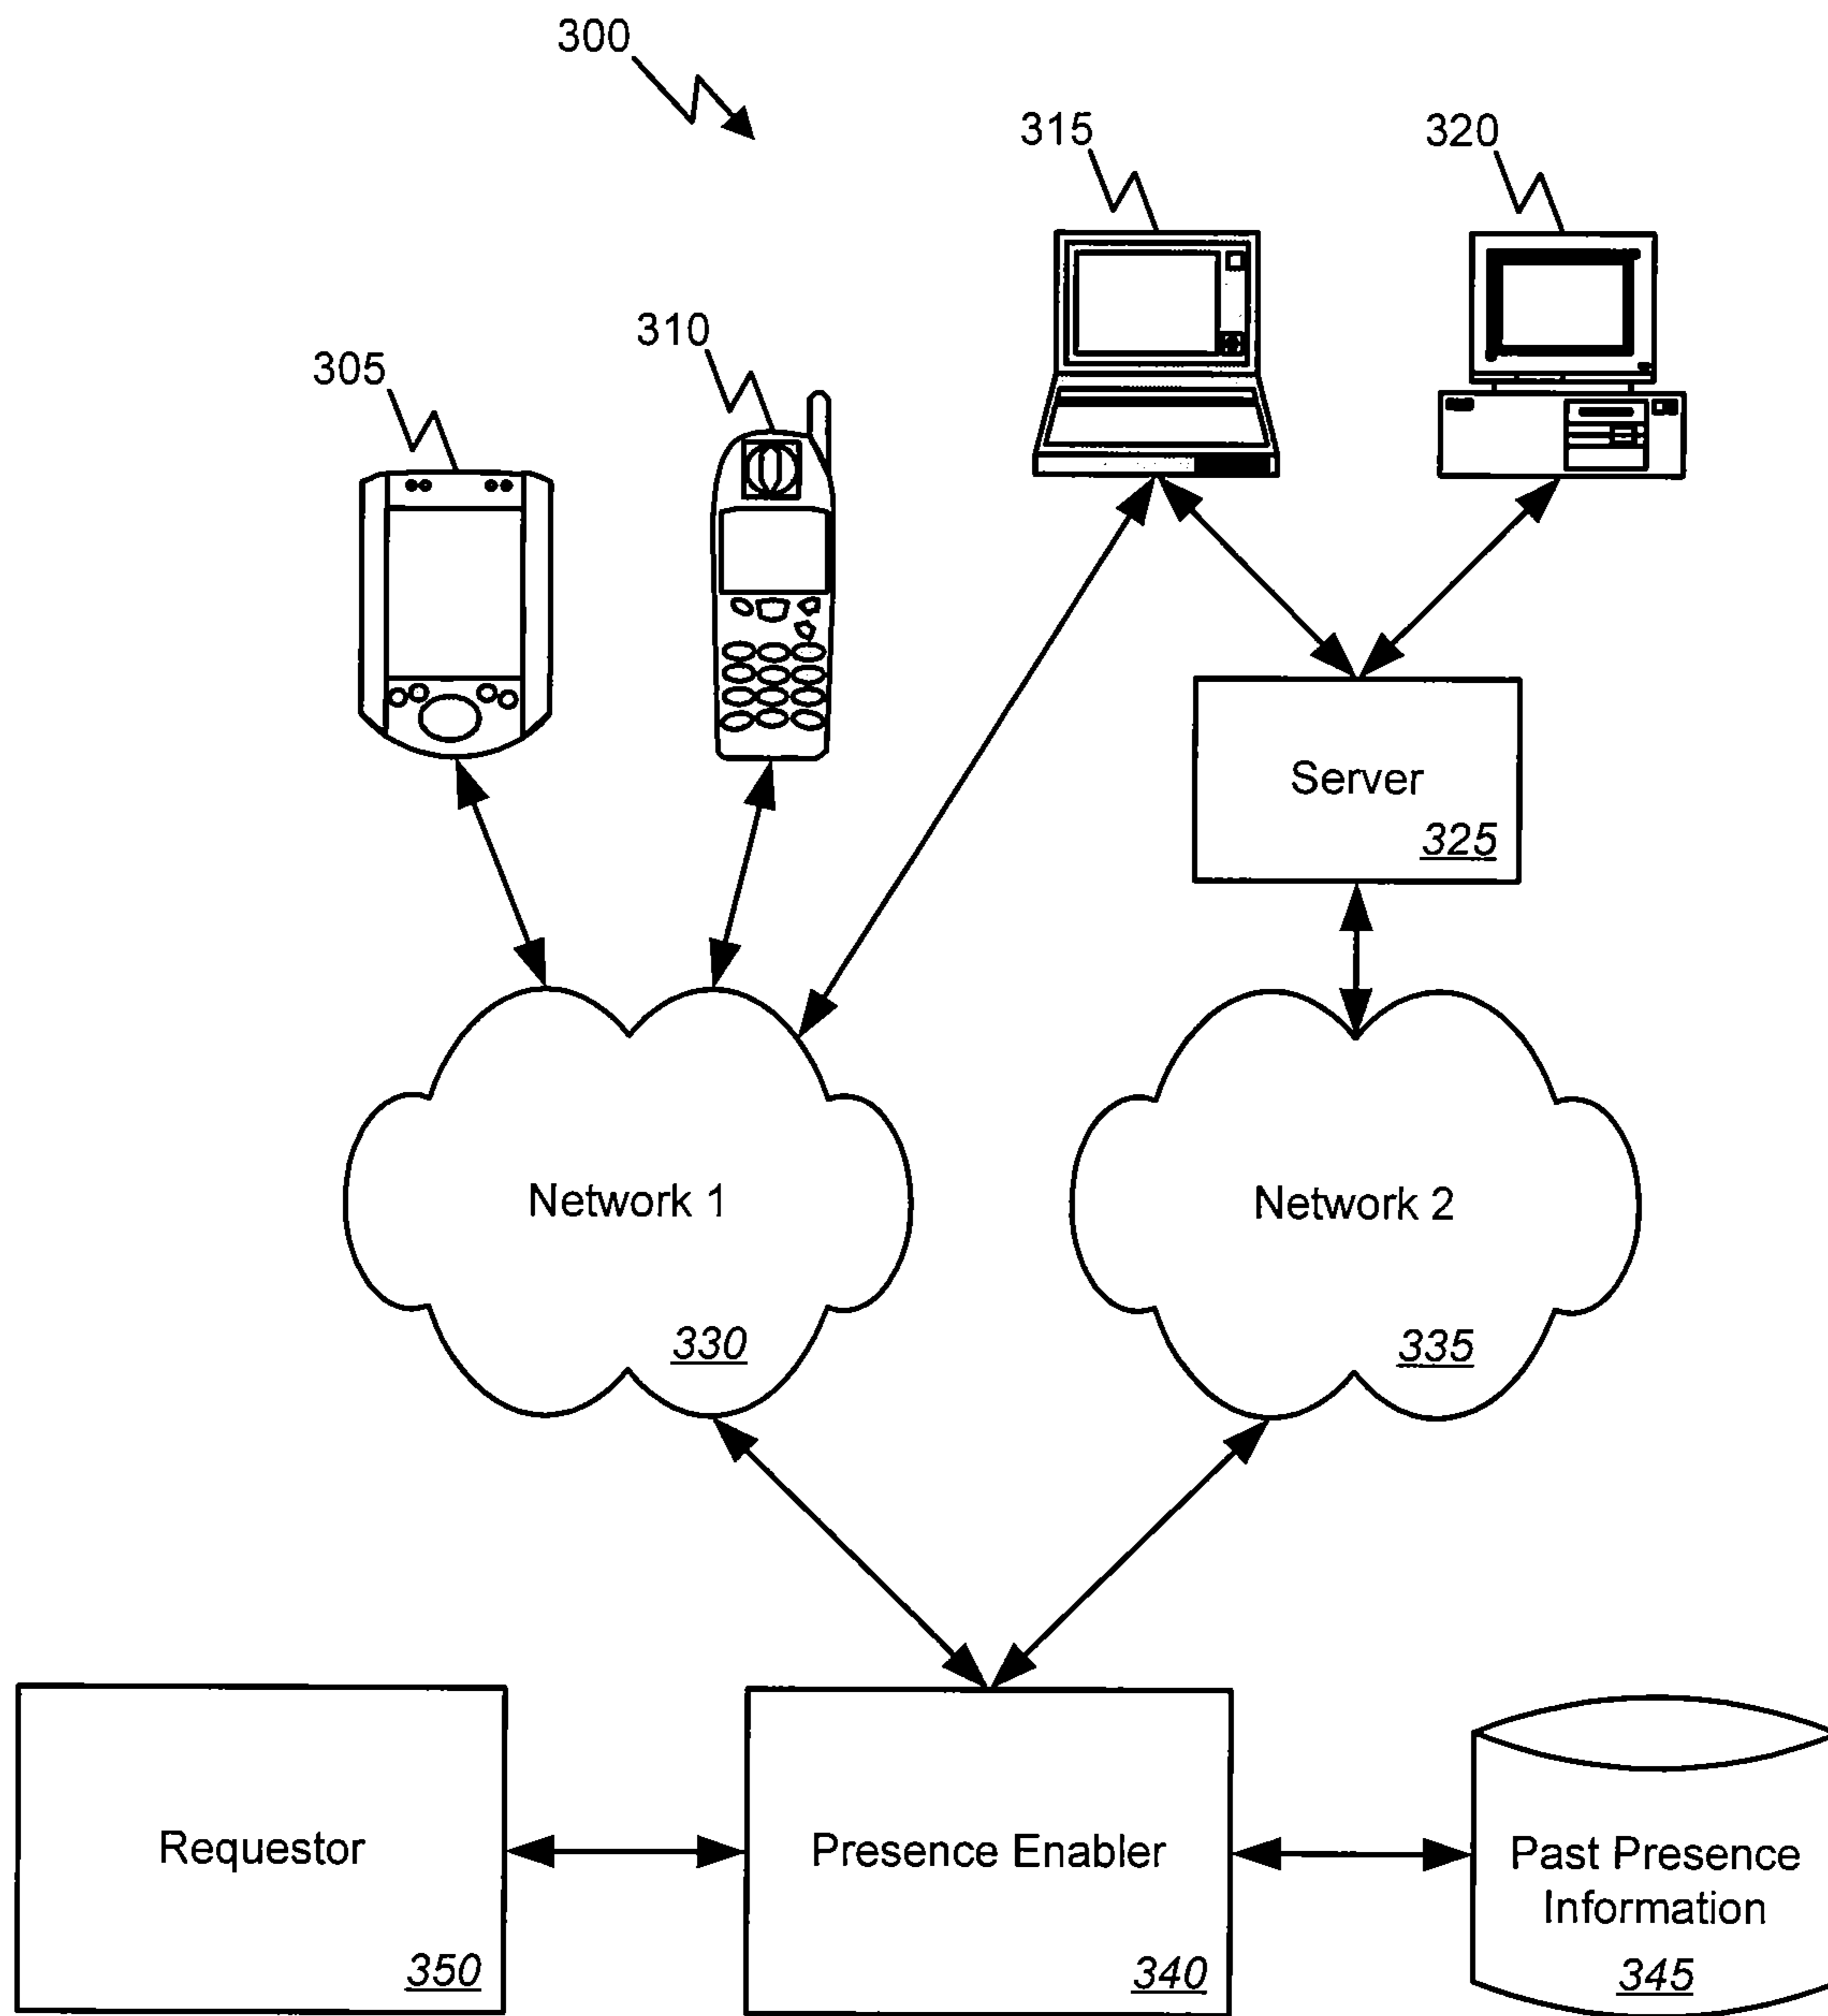 300
315
320
310
305
Server
325
Network 1
Network 2
330
335
Requestor
Presence Enabler
Past Presence
Information
350
340
345